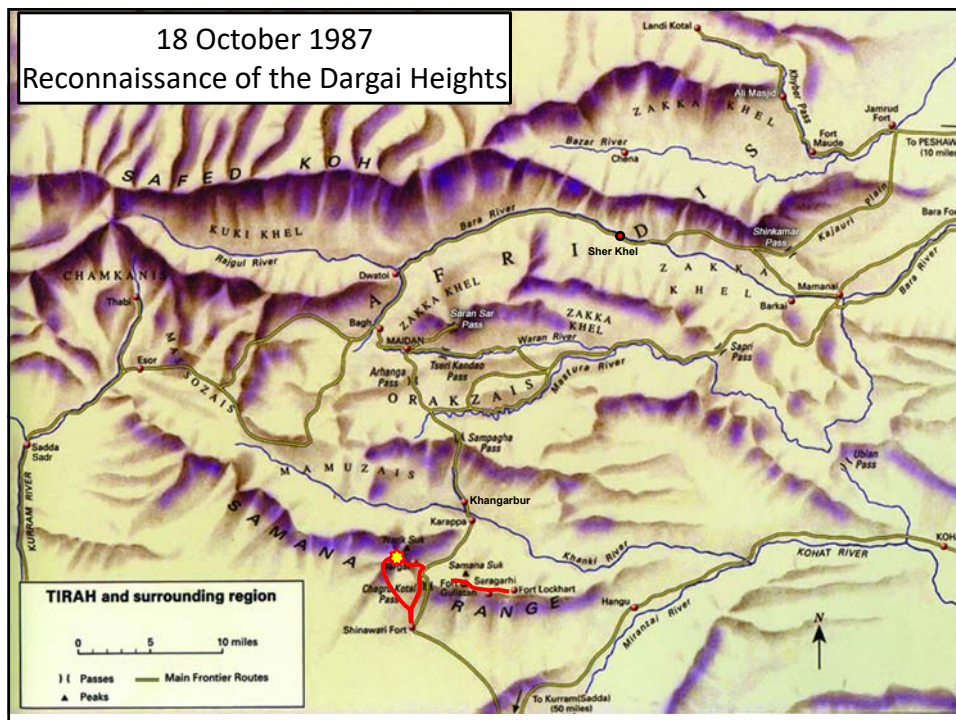 18 October 1987
Reconnaissance of the Dargai Heights
Landi Kotal
Khyber Pass
Ali Masjid
ZAKKA KHEL
Jamrud
Fort
Fort
Maude
To PESHAW
(10 miles)
Bazar River
Chena
SAFED KOH
AFRIDIS
KUKI KHEL
Rajgul River
Bara River
Sher Khel
Shinkamar
Pass
Kajauri Plain
Bara For
CHAMKANIS
Thabi
Dwatoi
ZAKKA
KHEL
Mamanai
Barkai
Bara River
ZAKKA KHEL
Saran Sar
Pass
ZAKKA
KHEL
Bagh
MAIDAN
Waran River
Tseri Kandao
Pass
Sapri
Pass
MASSOZAIS
Esor
Arhanga
Pass
Mastura River
ORAKZAIS
Sadda
Sadr
Sampagha
Pass
Ublan
Pass
MAMUZAIS
KURRAM RIVER
Khangarbur
Karappa
SAMANA
RANGE
Narik Suk
Khanki River
KOHAT RIVER
KOHA
Samana Suk
Chagru Kotal
Pass
Fort
Gulistan
Saragarhi
Fort Lockhart
Hangu
Miranzai River
Shinawari Fort
TIRAH and surrounding region
0 5 10 miles
Passes
Main Frontier Routes
Peaks
N
To Kurram(Sadda)
(50 miles)